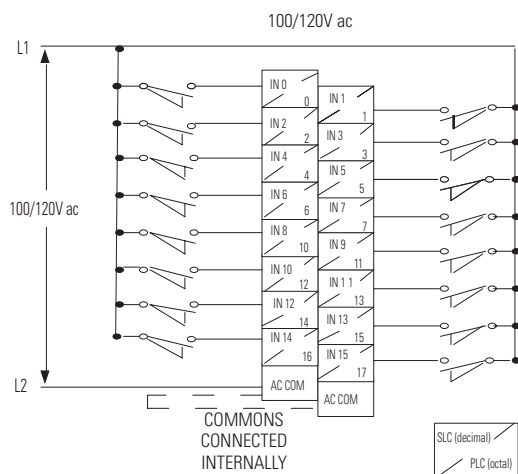 100/120V ac
L1
IN 0
0
IN 1
1
IN 2
2
IN 3
3
IN 4
4
IN 5
5
100/120V ac
IN 6
6
IN 7
7
IN 8
10
IN 9
11
IN 10
12
IN 1 1
13
IN 12
14
IN 13
15
IN 14
16
IN 15
17
L2
AC COM
AC COM
COMMONS
CONNECTED
INTERNALLY
SLC (decimal)
PLC (octal)